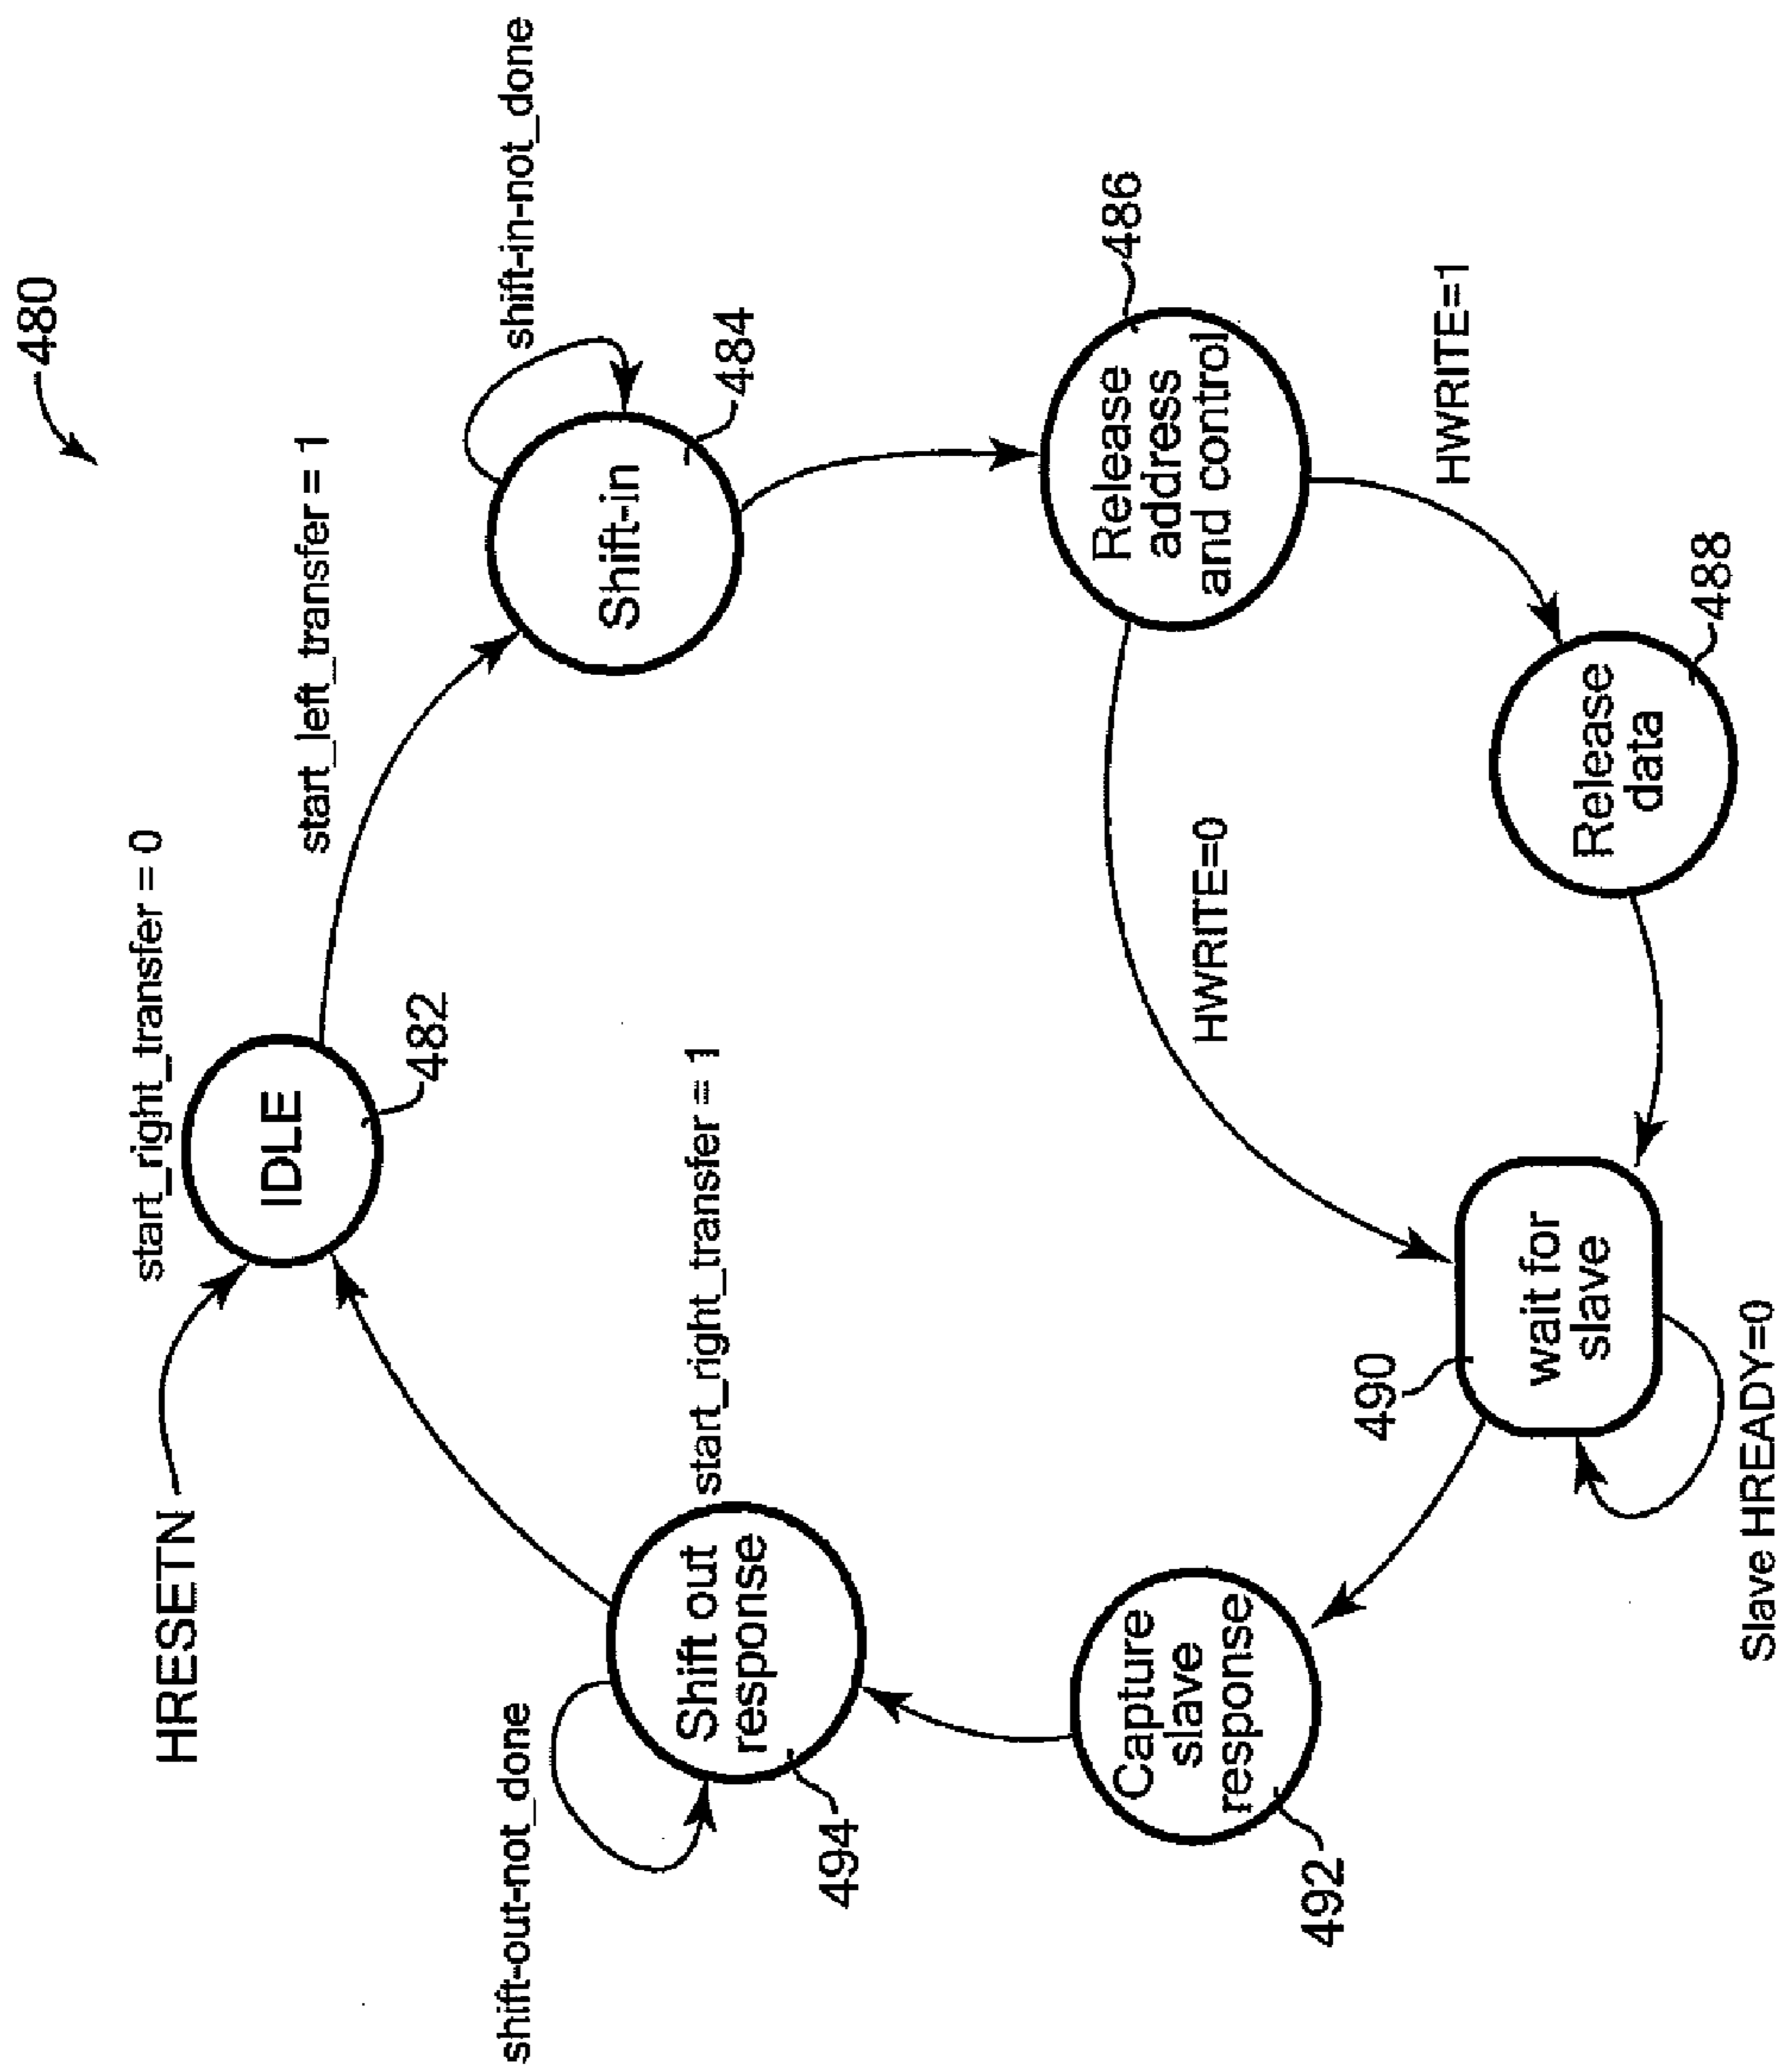 480
HRESETN
start_right_transfer = 0
IDLE
482
start_left_transfer = 1
shift-in-not_done
Shift-in
484
Release
address
and control
486
HWRITE=1
HWRITE=0
Release
data
488
wait for
slave
490
Slave HREADY=0
Capture
slave
response
492
Shift out
response
494
start_right_transfer = 1
shift-out-not_done